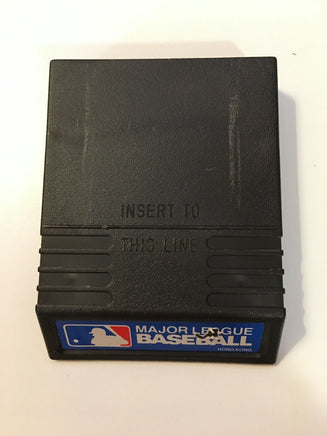 INSERT TO
THIS LINE
MAJOR LEAGUE
BASEBALL
HONG KONG